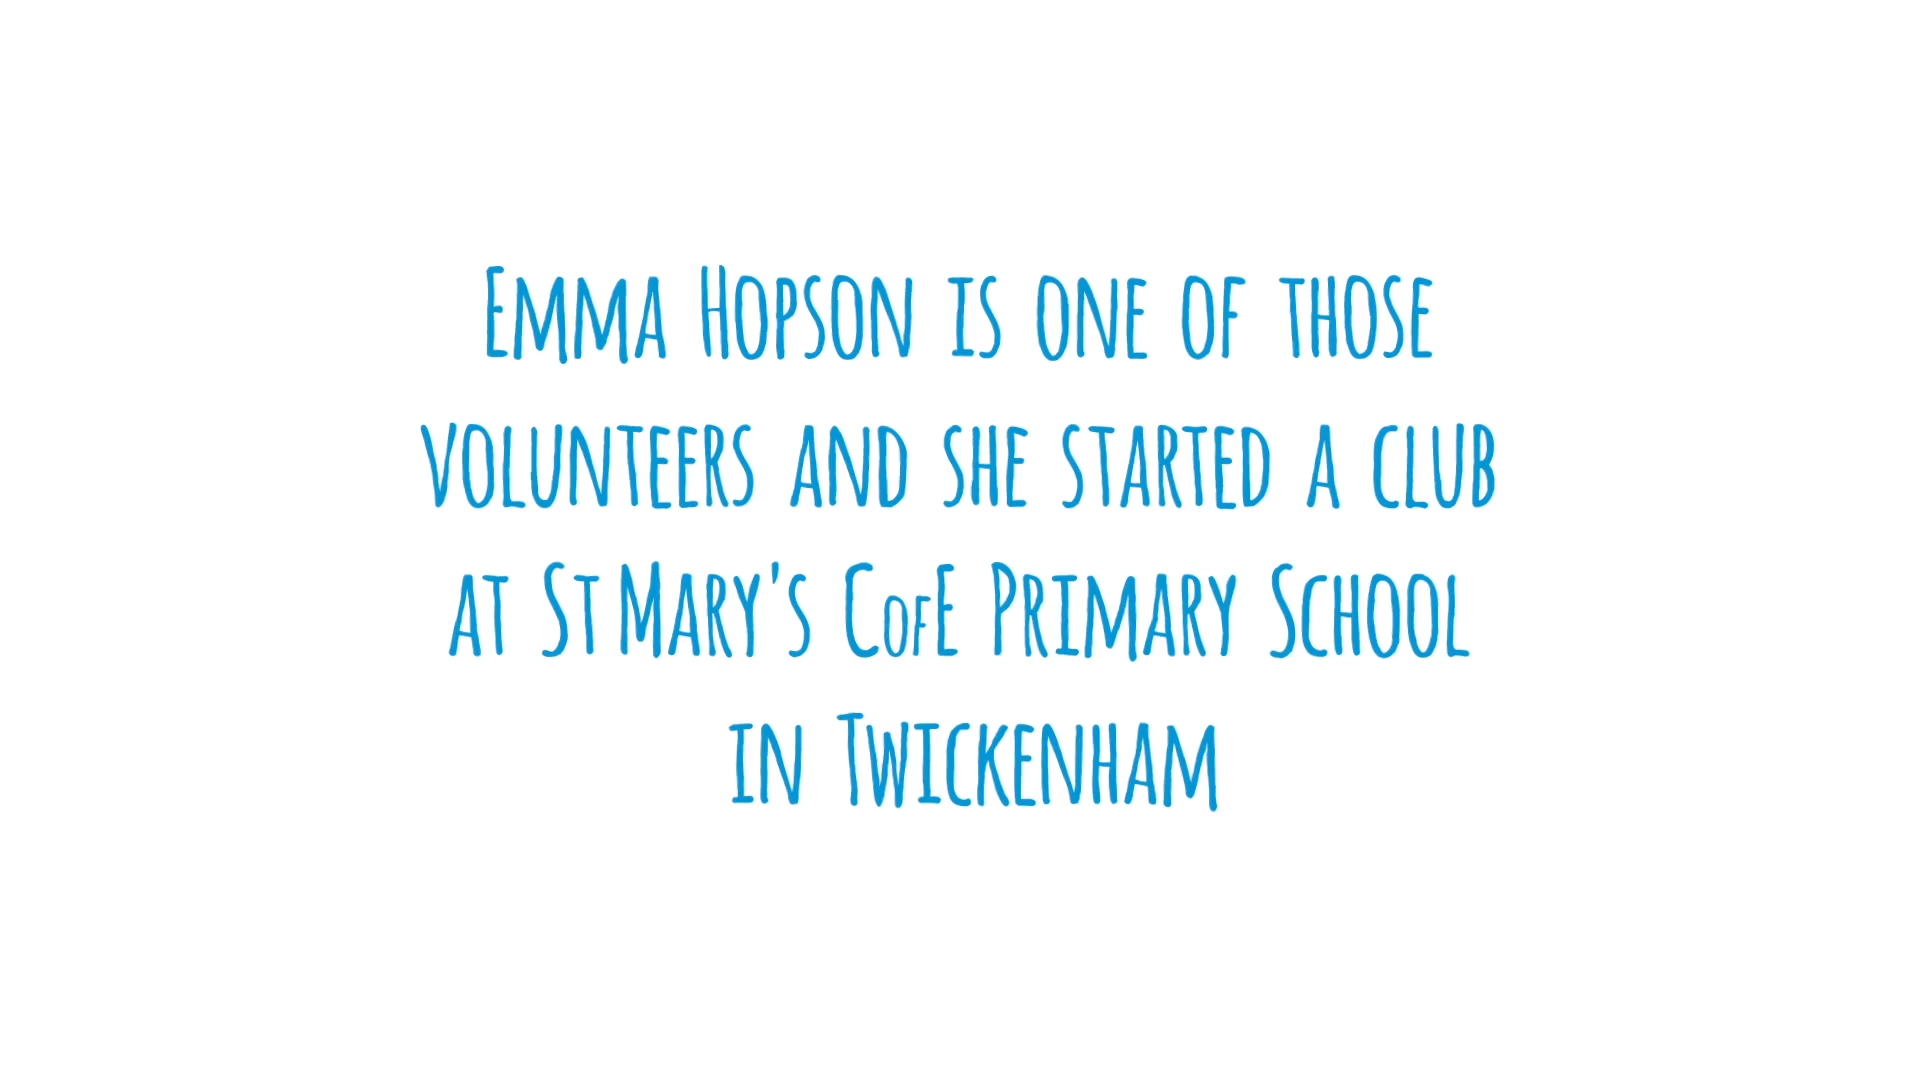 Emma Hopson is one of those
volunteers and she started a club
at St Mary's CofE Primary School
in Twickenham